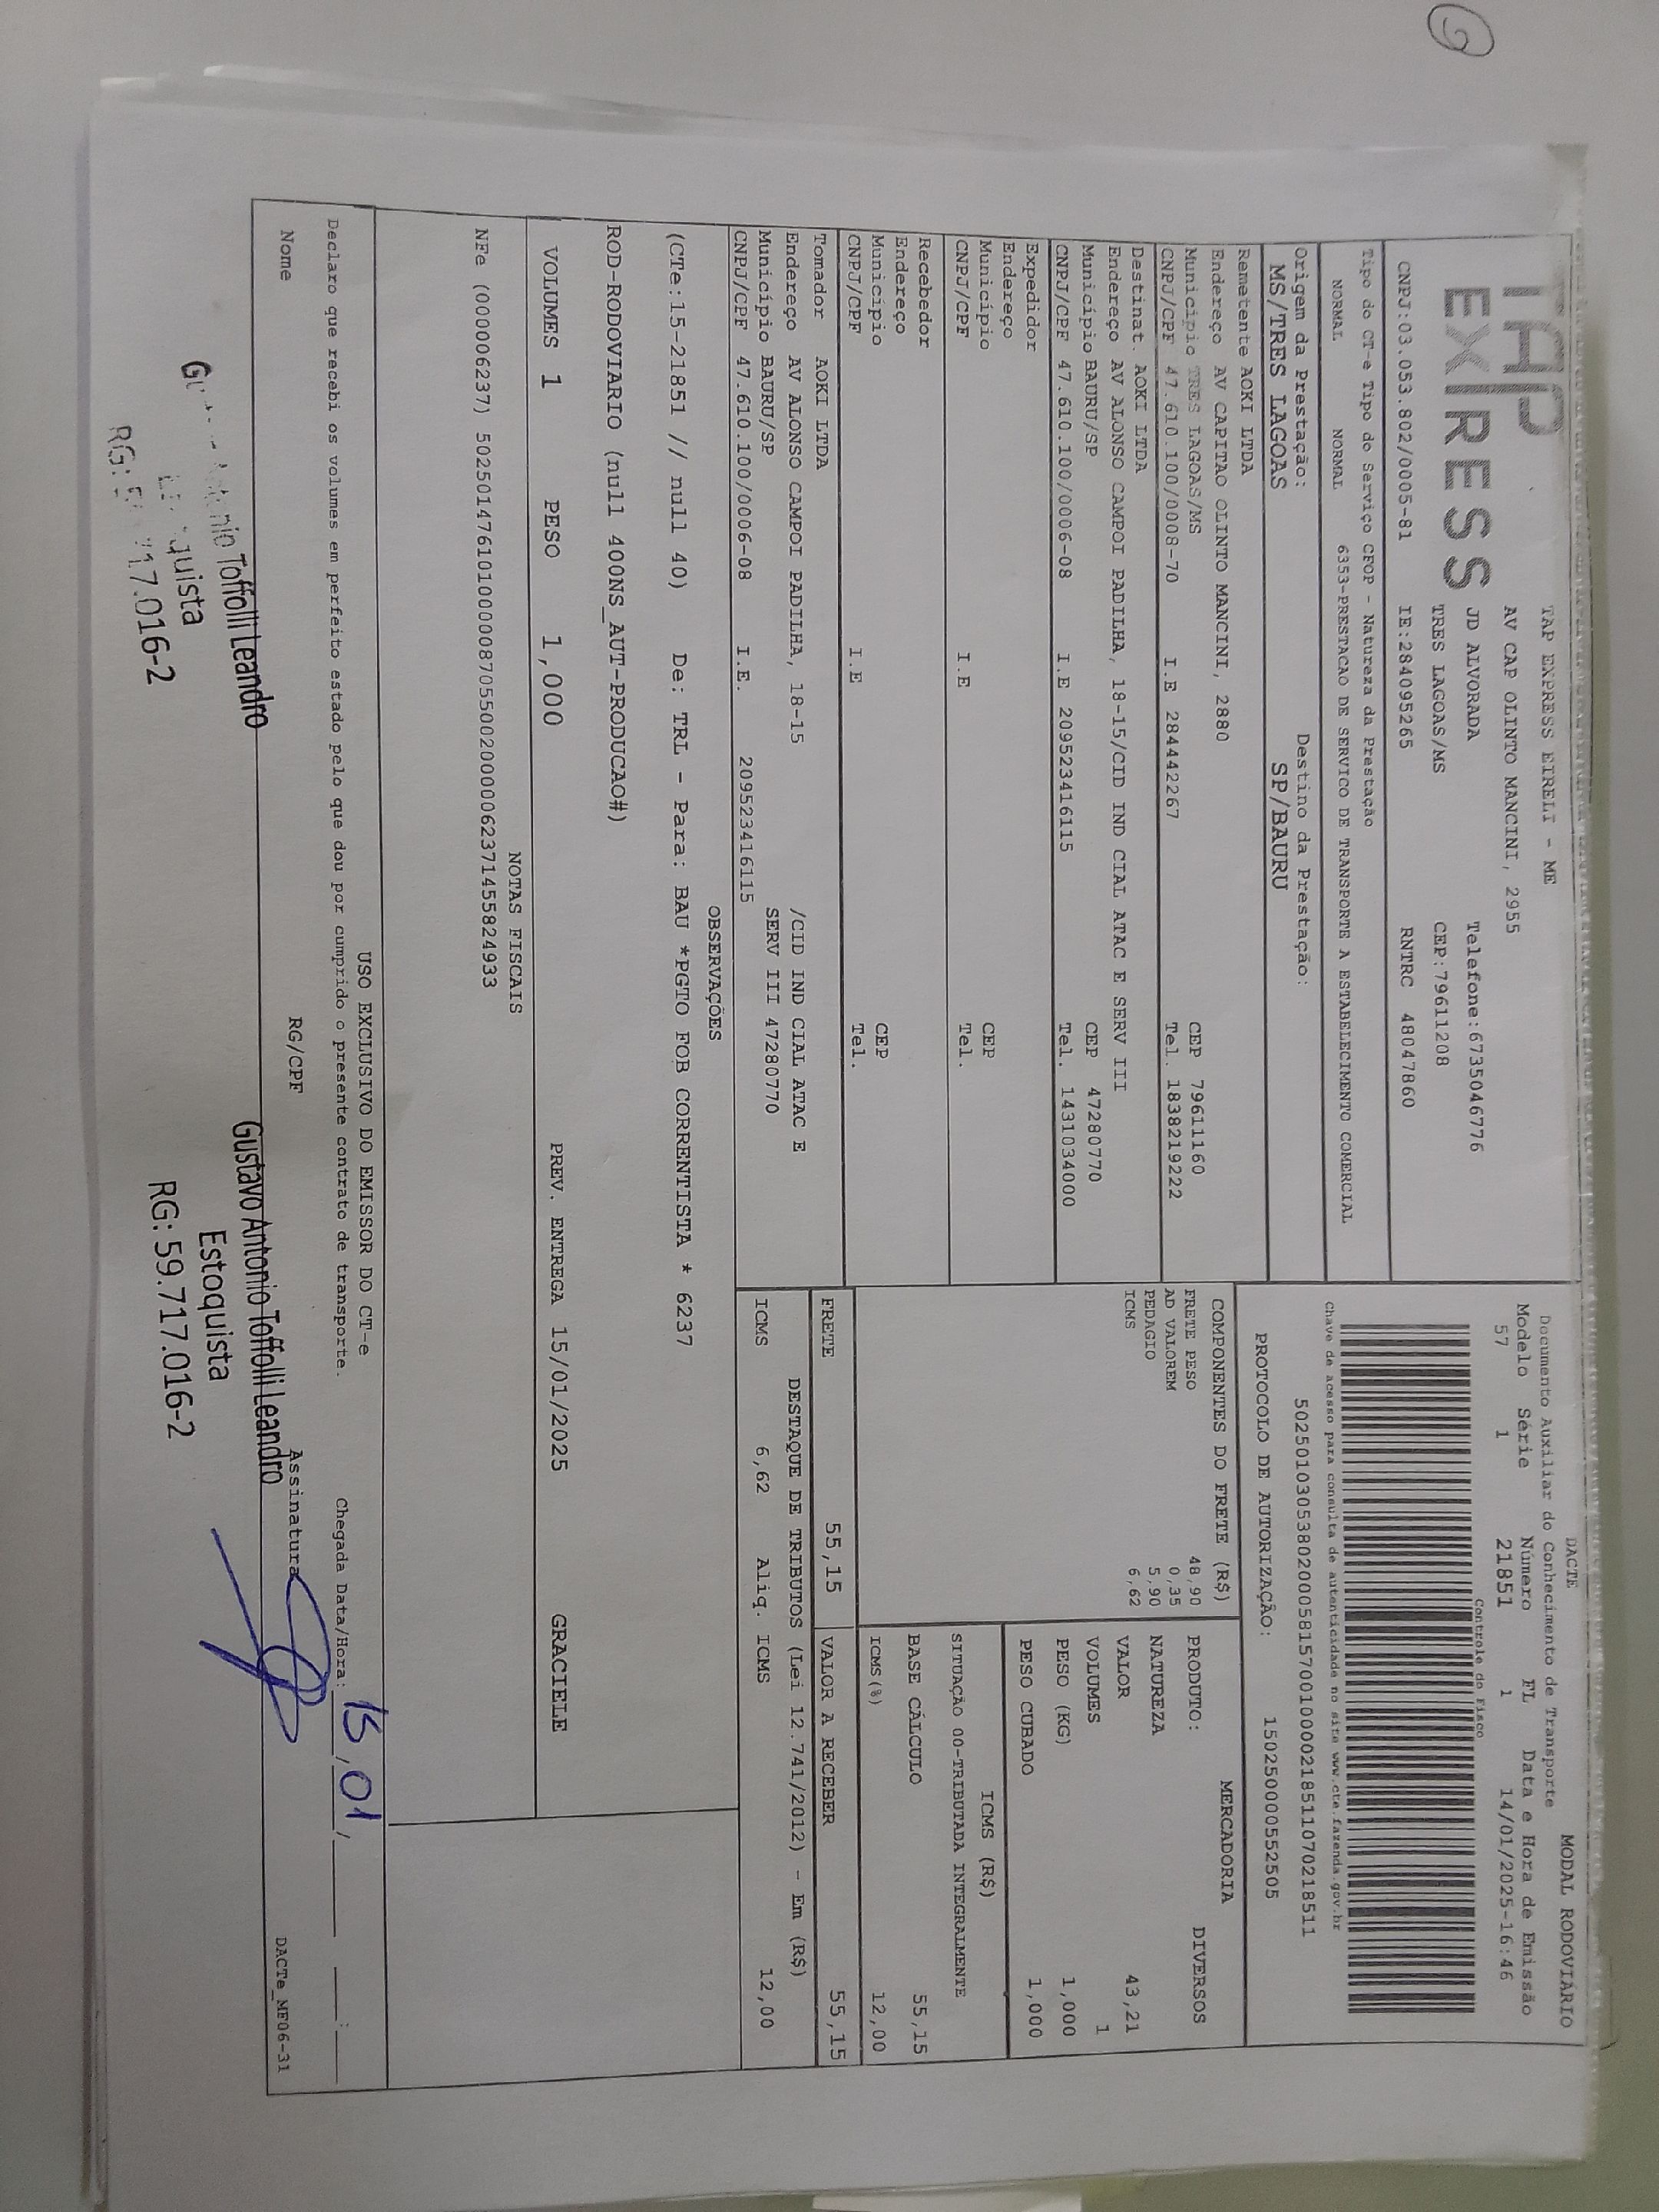 TAP
EXPRESS
TAP EXPRESS EIRELI - ME
AV CAP OLINTO MANCINI, 2955
JD ALVORADA Telefone:6735046776
TRES LAGOAS/MS CEP:79611208
CNPJ:03.053.802/0005-81 IE:284095265 RNTRC 48047860
DACTE MODAL RODOVIÁRIO
Documento Auxiliar do Conhecimento de Transporte
Modelo Série Número FL Data e Hora de Emissão
57 1 21851 1 14/01/2025-16:46
Controle do Fisco
Chave de acesso para consulta de autenticidade no site www.cte.fazenda.gov.br
50250103053802000581570010000218511070218511
PROTOCOLO DE AUTORIZAÇÃO: 150250000552505
Tipo do CT-e Tipo do Serviço CFOP - Natureza da Prestação
NORMAL NORMAL 6353-PRESTACAO DE SERVICO DE TRANSPORTE A ESTABELECIMENTO COMERCIAL
Origem da Prestação: Destino da Prestação:
MS/TRES LAGOAS SP/BAURU
Remetente AOKI LTDA
Endereço AV CAPITAO OLINTO MANCINI, 2880
Município TRES LAGOAS/MS CEP 79611160
CNPJ/CPF 47.610.100/0008-70 I.E 284442267 Tel. 1838219222
Destinat. AOKI LTDA
Endereço AV ALONSO CAMPOI PADILHA, 18-15/CID IND CIAL ATAC E SERV III
Município BAURU/SP CEP 47280770
CNPJ/CPF 47.610.100/0006-08 I.E 209523416115 Tel. 1431034000
Expedidor
Endereço
Município CEP
CNPJ/CPF I.E Tel.
Recebedor
Endereço
Município CEP
CNPJ/CPF I.E Tel.
Tomador AOKI LTDA
Endereço AV ALONSO CAMPOI PADILHA, 18-15 /CID IND CIAL ATAC E
Município BAURU/SP SERV III 47280770
CNPJ/CPF 47.610.100/0006-08 I.E. 209523416115
COMPONENTES DO FRETE (R$)
FRETE PESO 48,90
AD VALOREM 0,35
PEDAGIO 5,90
ICMS 6,62
MERCADORIA
PRODUTO: DIVERSOS
NATUREZA
VALOR 43,21
VOLUMES 1
PESO (KG) 1,000
PESO CUBADO 1,000
ICMS (R$)
SITUAÇÃO 00-TRIBUTADA INTEGRALMENTE
BASE CÁLCULO 55,15
ICMS(%) 12,00
FRETE 55,15 VALOR A RECEBER 55,15
DESTAQUE DE TRIBUTOS (Lei 12.741/2012) - Em (R$)
ICMS 6,62 Aliq. ICMS 12,00
OBSERVAÇÕES
(CTe:15-21851 // null 40) De: TRL - Para: BAU *PGTO FOB CORRENTISTA * 6237
ROD-RODOVIARIO (null 400NS_AUT-PRODUCAO#)
VOLUMES 1 PESO 1,000 PREV. ENTREGA 15/01/2025 GRACIELE
NOTAS FISCAIS
NFe (000006237) 50250147610100000870550020000062371455824933
USO EXCLUSIVO DO EMISSOR DO CT-e
Declaro que recebi os volumes em perfeito estado pelo que dou por cumprido o presente contrato de transporte. Chegada Data/Hora: 15/01/ :
Nome RG/CPF Assinatura DACTe_MF06-31
Toffolli Leandro
17.016-2
Gustavo Antonio Toffolli Leandro
Estoquista
RG: 59.717.016-2